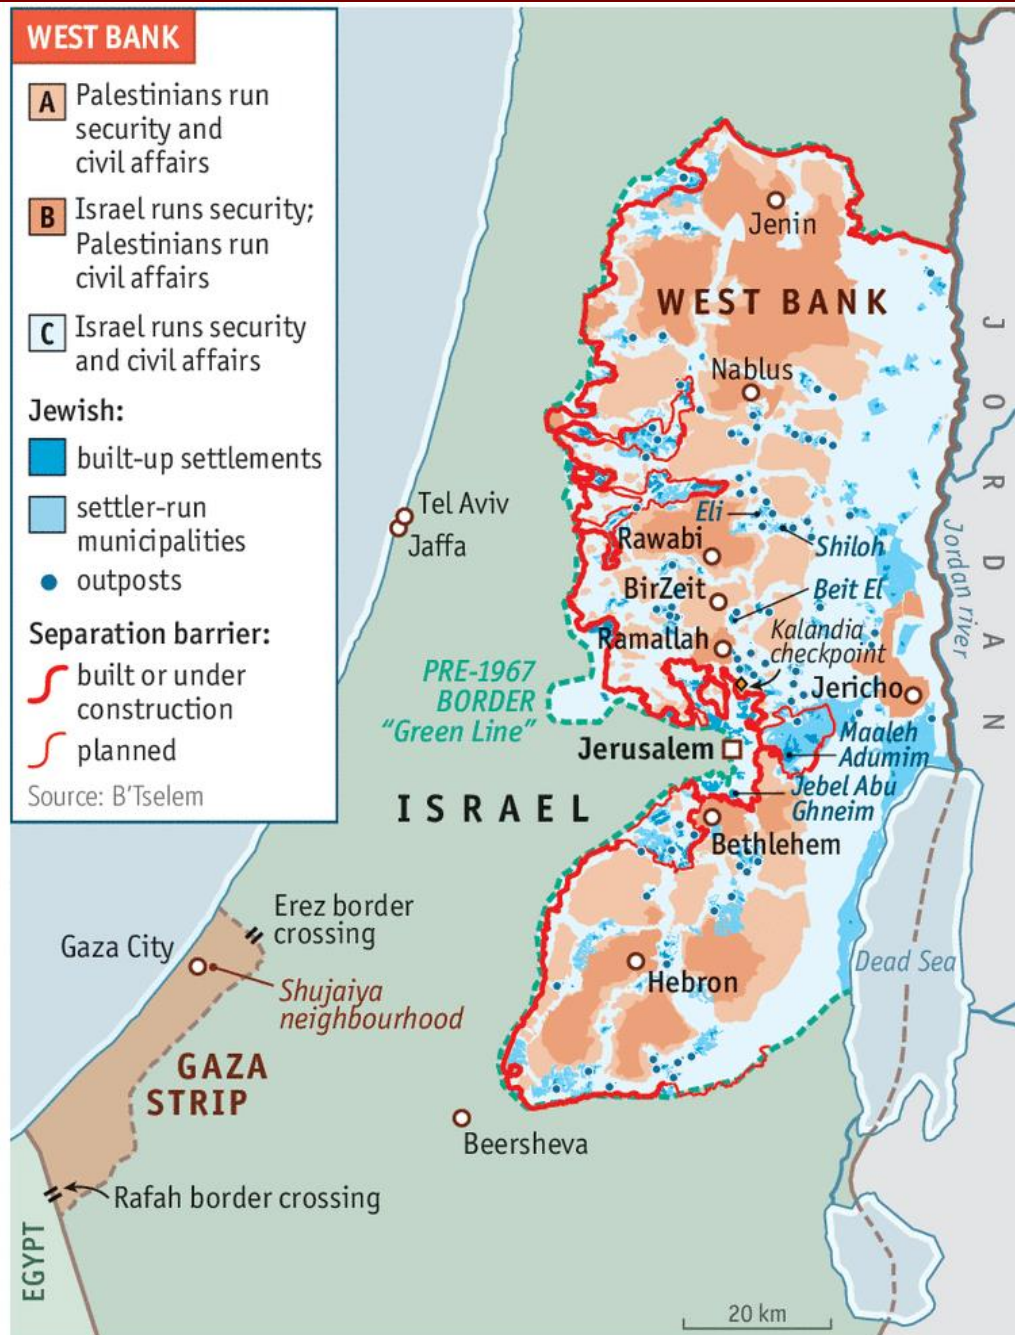 WEST BANK
A Palestinians run
security and
civil affairs
B Israel runs security;
Palestinians run
civil affairs
C Israel runs security
and civil affairs
Jewish:
built-up settlements
settler-run
municipalities
outposts
Separation barrier:
built or under
construction
planned
Source: B'Tselem
Jenin
WEST BANK
Nablus
Tel Aviv
Jaffa
Eli
Rawabi
Shiloh
BirZeit
Beit El
Ramallah
Kalandia
checkpoint
PRE-1967
BORDER
“Green Line”
Jericho
Jerusalem
Maaleh
Adumim
ISRAEL
Jebel Abu
Ghneim
Bethlehem
JORDAN
Jordan river
Erez border
crossing
Gaza City
Shujaiya
neighbourhood
Hebron
Dead Sea
GAZA
STRIP
Beersheva
Rafah border crossing
EGYPT
20 km